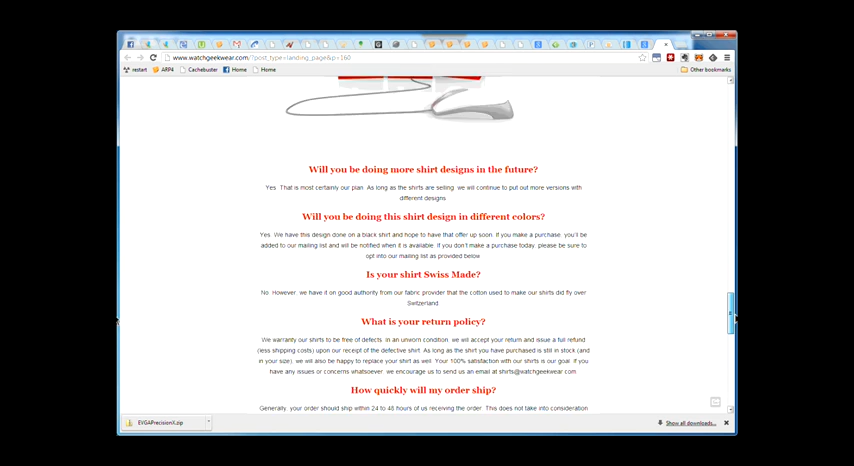 www.watchgeekwear.com/?post_type=landing_page&p=160
restart ARP4 Cachebuster Home Home Other bookmarks
Will you be doing more shirt designs in the future?
Yes. That is most certainly our plan. As long as the shirts are selling, we will continue to put out more versions with
different designs.
Will you be doing this shirt design in different colors?
Yes. We have this design done on a black shirt and hope to have that offer up soon. If you make a purchase, you'll be
added to our mailing list and will be notified when it is available. If you don't make a purchase today, please be sure to
opt into our mailing list as provided below.
Is your shirt Swiss Made?
No. However, we have it on good authority from our fabric provider that the cotton used to make our shirts did fly over
Switzerland.
What is your return policy?
We warranty our shirts to be free of defects. In an unworn condition, we will accept your return and issue a full refund
(less shipping costs) upon our receipt of the defective shirt. As long as the shirt you have purchased is still in stock (and
in your size), we will also be happy to replace your shirt as well. Your 100% satisfaction with our shirts is our goal. If you
have any issues or concerns whatsoever, we encourage us to send us an email at shirts@watchgeekwear.com
How quickly will my order ship?
Generally, your order should ship within 24 to 48 hours of us receiving the order. This does not take into consideration
EVGAPrecisionX.zip Show all downloads...